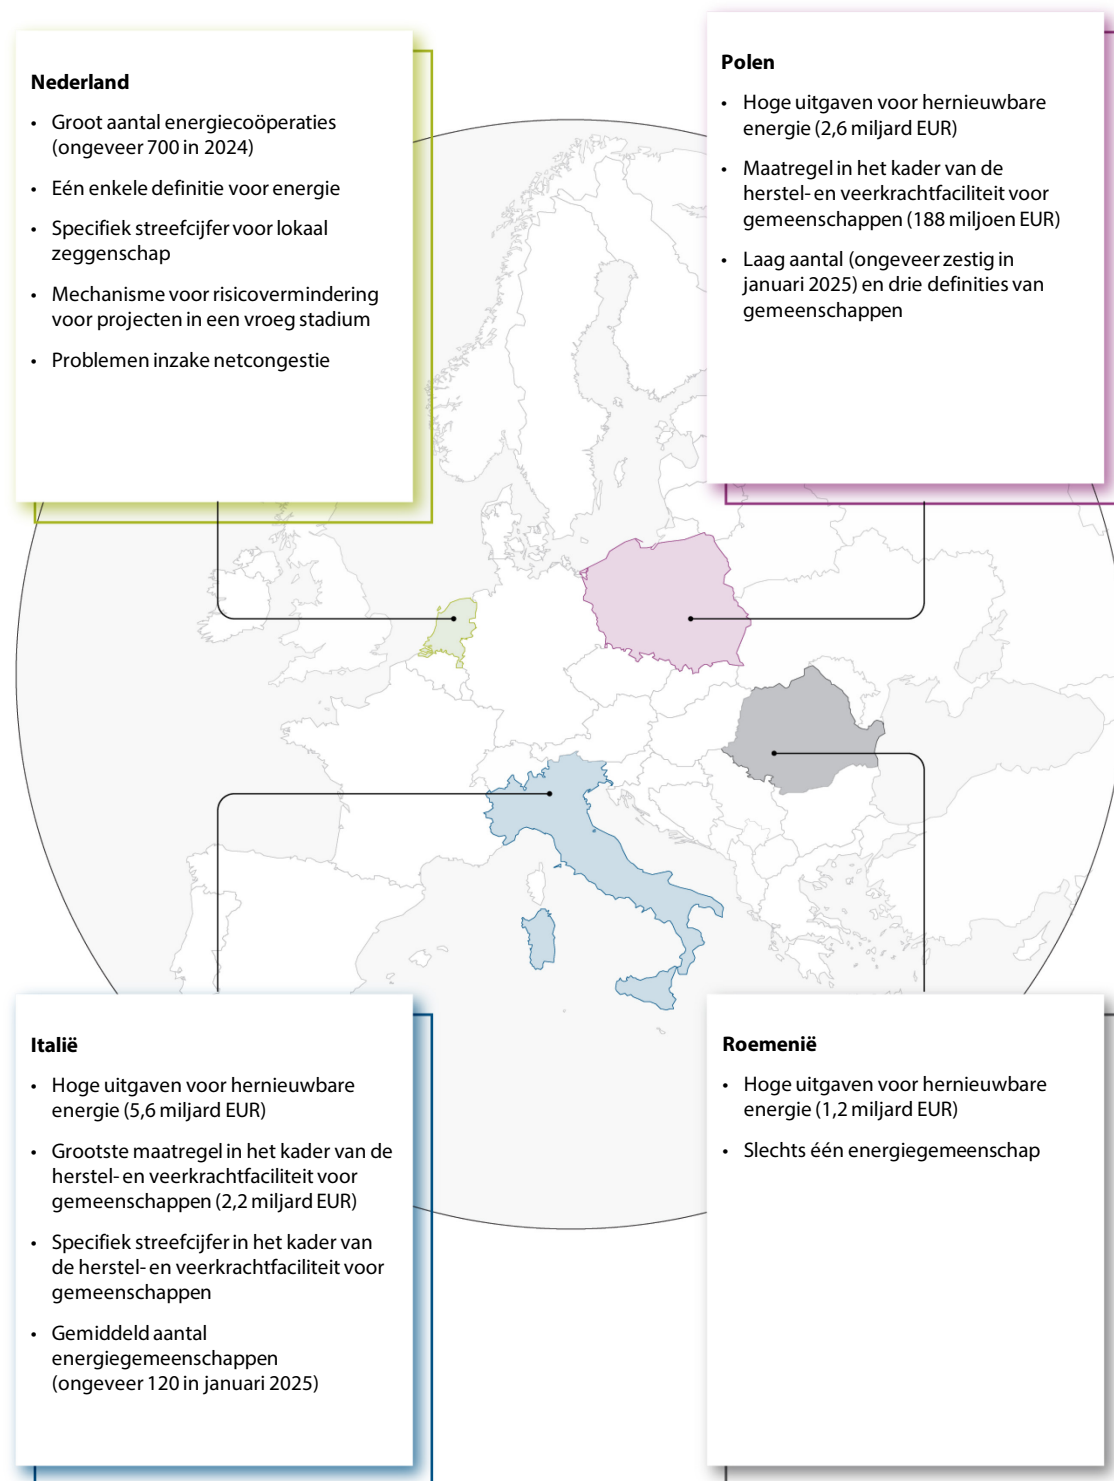 Nederland
• Groot aantal energiecoöperaties
(ongeveer 700 in 2024)
• Eén enkele definitie voor energie
• Specifiek streefcijfer voor lokaal
zeggenschap
• Mechanisme voor risicovermindering
voor projecten in een vroeg stadium
• Problemen inzake netcongestie
Polen
• Hoge uitgaven voor hernieuwbare
energie (2,6 miljard EUR)
• Maatregel in het kader van de
herstel- en veerkrachtfaciliteit voor
gemeenschappen (188 miljoen EUR)
• Laag aantal (ongeveer zestig in
januari 2025) en drie definities van
gemeenschappen
Italië
• Hoge uitgaven voor hernieuwbare
energie (5,6 miljard EUR)
• Grootste maatregel in het kader van de
herstel- en veerkrachtfaciliteit voor
gemeenschappen (2,2 miljard EUR)
• Specifiek streefcijfer in het kader van
de herstel- en veerkrachtfaciliteit voor
gemeenschappen
• Gemiddeld aantal
energiegemeenschappen
(ongeveer 120 in januari 2025)
Roemenië
• Hoge uitgaven voor hernieuwbare
energie (1,2 miljard EUR)
• Slechts één energiegemeenschap